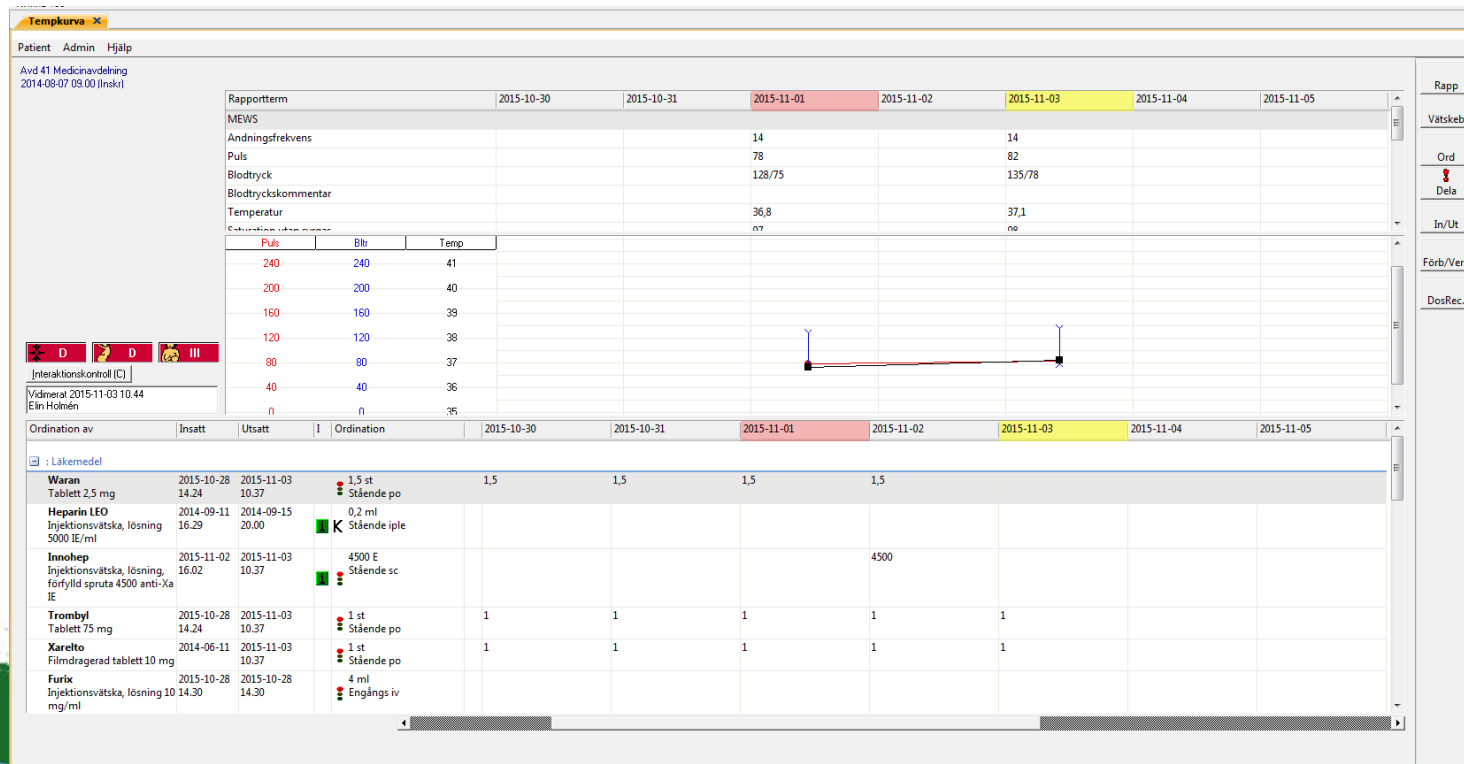 Tempkurva
Patient Admin Hjälp
Avd 41 Medicinavdelning
2014-08-07 09.00 (Inskr)
Rapportterm 2015-10-30 2015-10-31 2015-11-01 2015-11-02 2015-11-03 2015-11-04 2015-11-05
MEWS
Andningsfrekvens 14 14
Puls 78 82
Blodtryck 128/75 135/78
Blodtryckskommentar
Temperatur 36,8 37,1
Saturation utan syrgas 97 98
Puls Bltr Temp
240 240 41
200 200 40
160 160 39
120 120 38
80 80 37
40 40 36
0 0 35
D D III
Interaktionskontroll (C)
Vidimerat 2015-11-03 10.44
Elin Holmén
Rapp
Vätskeb
Ord
Dela
In/Ut
Förb/Ver
DosRec.
Ordination av Insatt Utsatt I Ordination 2015-10-30 2015-10-31 2015-11-01 2015-11-02 2015-11-03 2015-11-04 2015-11-05
: Läkemedel
Waran 2015-10-28 2015-11-03 1,5 st 1,5 1,5 1,5 1,5
Tablett 2,5 mg 14.24 10.37 Stående po
Heparin LEO 2014-09-11 2014-09-15 0,2 ml
Injektionsvätska, lösning 16.29 20.00 i K Stående iple
5000 IE/ml
Innohep 2015-11-02 2015-11-03 4500 E 4500
Injektionsvätska, lösning, 16.02 10.37 Stående sc
förfylld spruta 4500 anti-Xa i
IE
Trombyl 2015-10-28 2015-11-03 1 st 1 1 1 1 1
Tablett 75 mg 14.24 10.37 Stående po
Xarelto 2014-06-11 2015-11-03 1 st 1 1 1 1 1
Filmdragerad tablett 10 mg 10.37 Stående po
Furix 2015-10-28 2015-10-28 4 ml
Injektionsvätska, lösning 10 14.30 14.30 Engångs iv
mg/ml